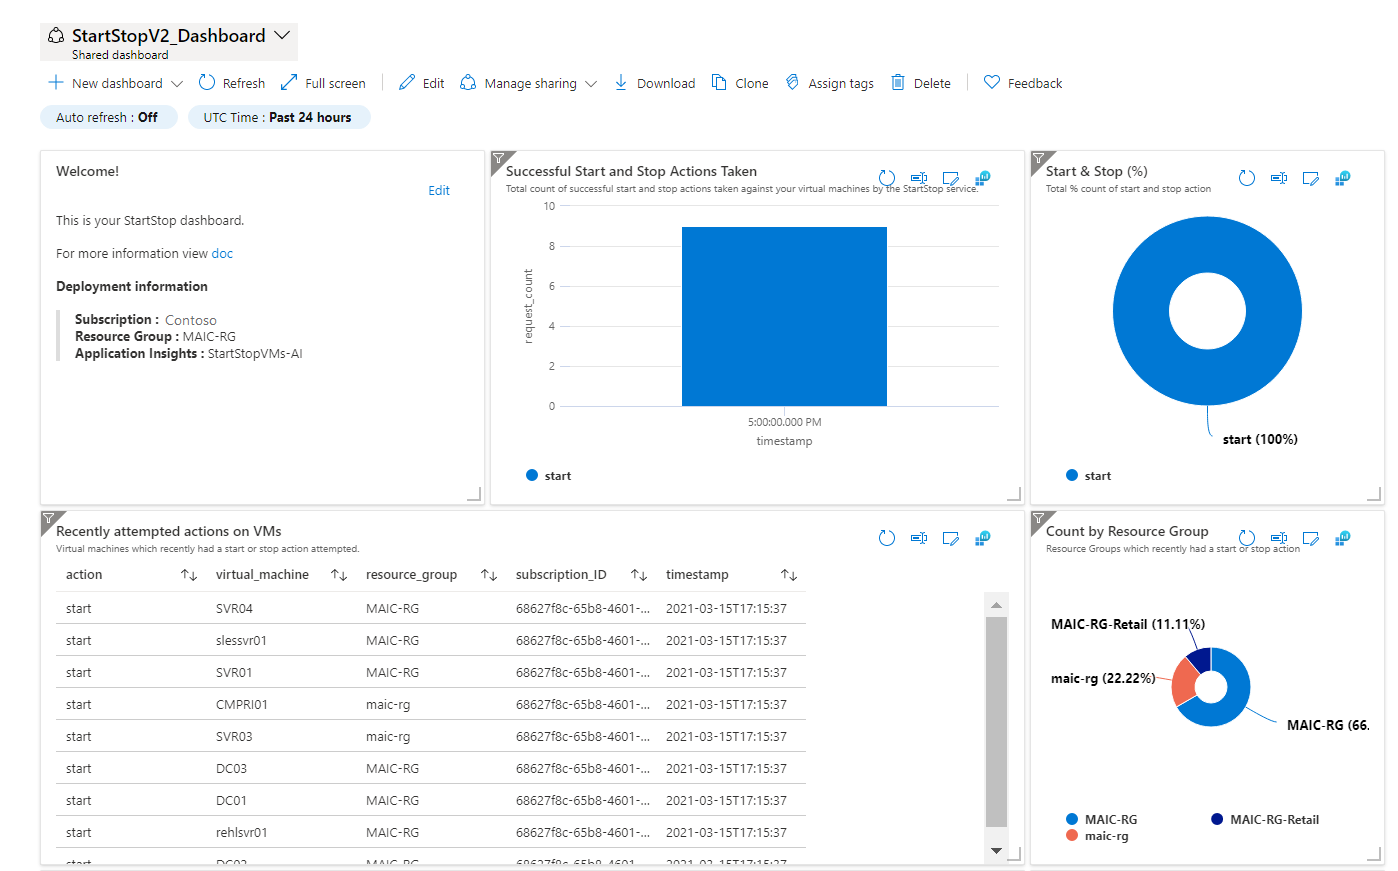 StartStopV2_Dashboard
Shared dashboard
New dashboard Refresh Full screen Edit Manage sharing Download Clone Assign tags Delete Feedback
Auto refresh : Off UTC Time : Past 24 hours
Welcome!
Edit
This is your StartStop dashboard.
For more information view doc
Deployment information
Subscription : Contoso
Resource Group : MAIC-RG
Application Insights : StartStopVMs-AI
Successful Start and Stop Actions Taken
Total count of successful start and stop actions taken against your virtual machines by the StartStop service.
10
8
6
4
2
0
request_count
5:00:00.000 PM
timestamp
start
Start & Stop (%)
Total % count of start and stop action
start (100%)
start
Recently attempted actions on VMs
Virtual machines which recently had a start or stop action attempted.
action virtual_machine resource_group subscription_ID timestamp
start SVR04 MAIC-RG 68627f8c-65b8-4601-... 2021-03-15T17:15:37
start slessvr01 MAIC-RG 68627f8c-65b8-4601-... 2021-03-15T17:15:37
start SVR01 MAIC-RG 68627f8c-65b8-4601-... 2021-03-15T17:15:37
start CMPRI01 maic-rg 68627f8c-65b8-4601-... 2021-03-15T17:15:37
start SVR03 maic-rg 68627f8c-65b8-4601-... 2021-03-15T17:15:37
start DC03 MAIC-RG 68627f8c-65b8-4601-... 2021-03-15T17:15:37
start DC01 MAIC-RG 68627f8c-65b8-4601-... 2021-03-15T17:15:37
start rehlsvr01 MAIC-RG 68627f8c-65b8-4601-... 2021-03-15T17:15:37
Count by Resource Group
Resource Groups which recently had a start or stop action
MAIC-RG-Retail (11.11%)
maic-rg (22.22%)
MAIC-RG (66.
MAIC-RG MAIC-RG-Retail
maic-rg